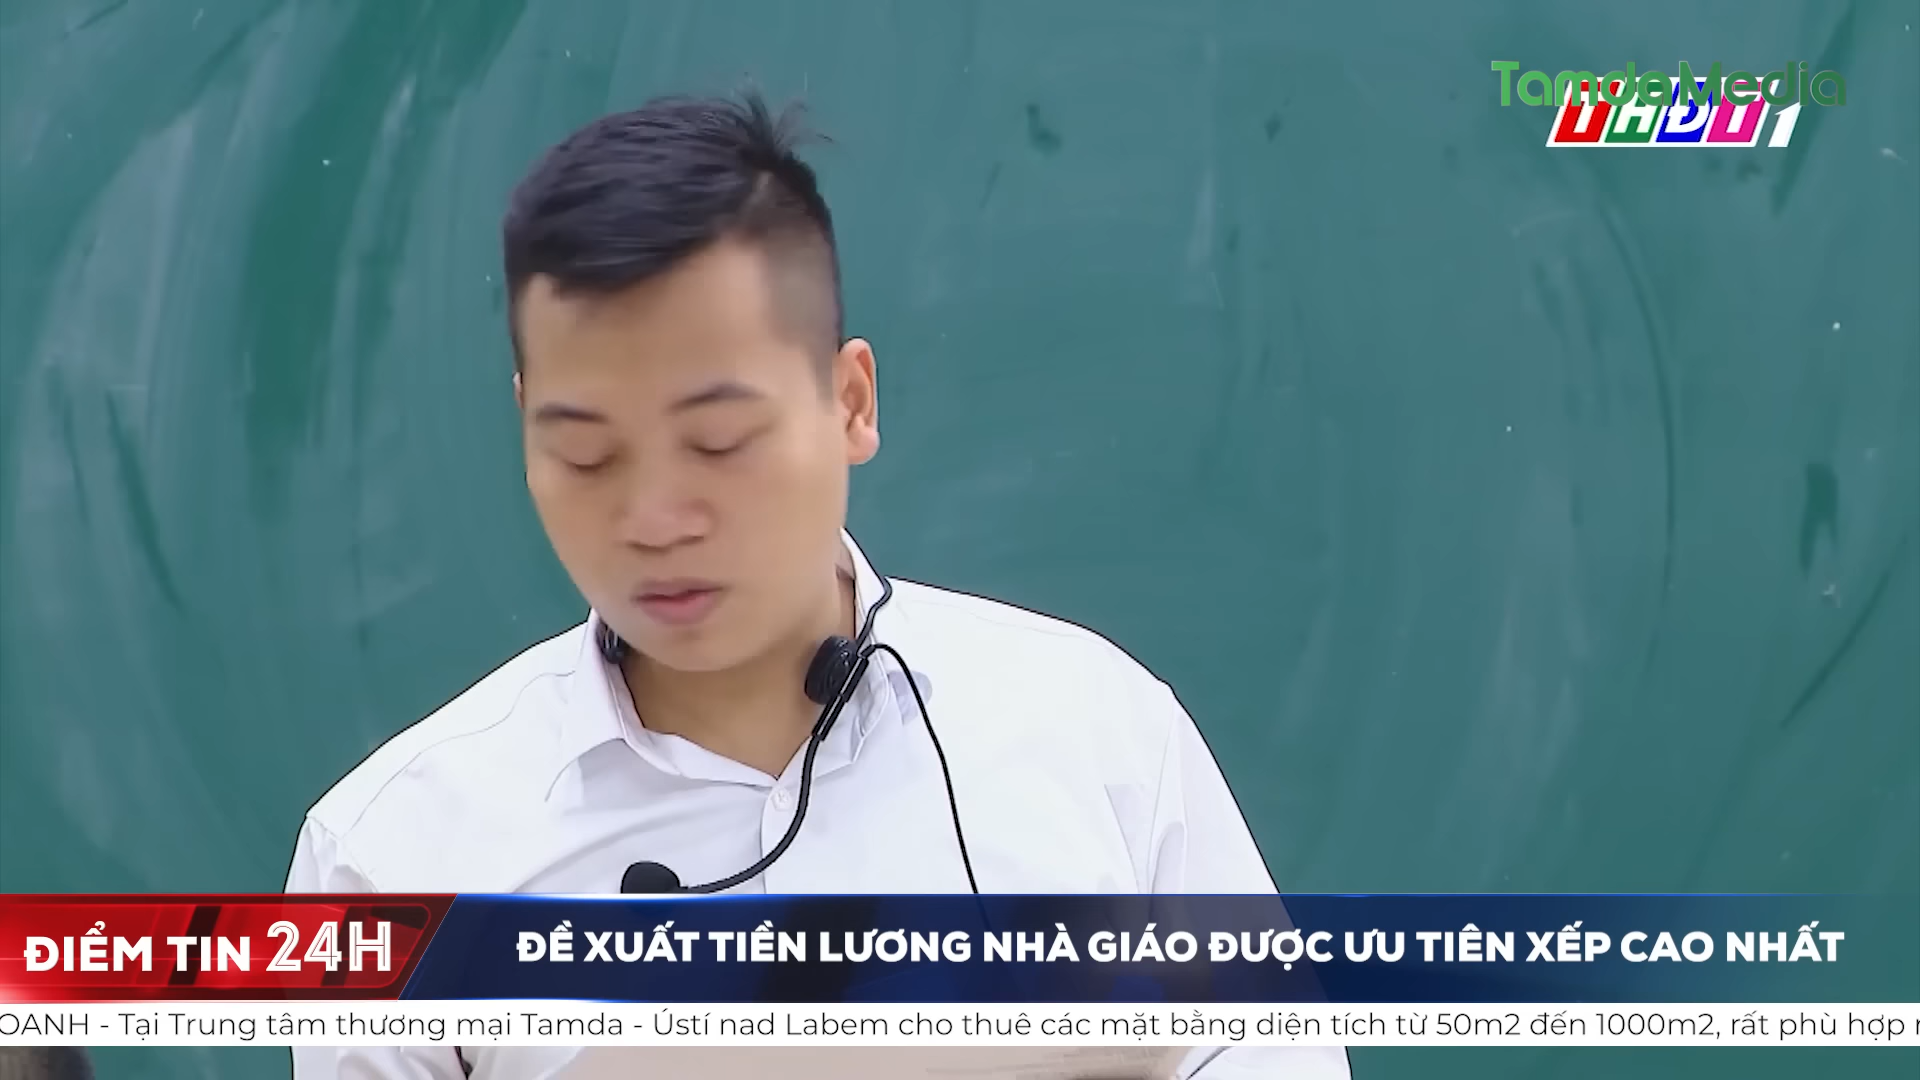 TamdaMedia
THĐT1
ĐIỂM TIN 24H
ĐỀ XUẤT TIỀN LƯƠNG NHÀ GIÁO ĐƯỢC ƯU TIÊN XẾP CAO NHẤT
OANH - Tại Trung tâm thương mại Tamda - Ústí nad Labem cho thuê các mặt bằng diện tích từ 50m2 đến 1000m2, rất phù hợp